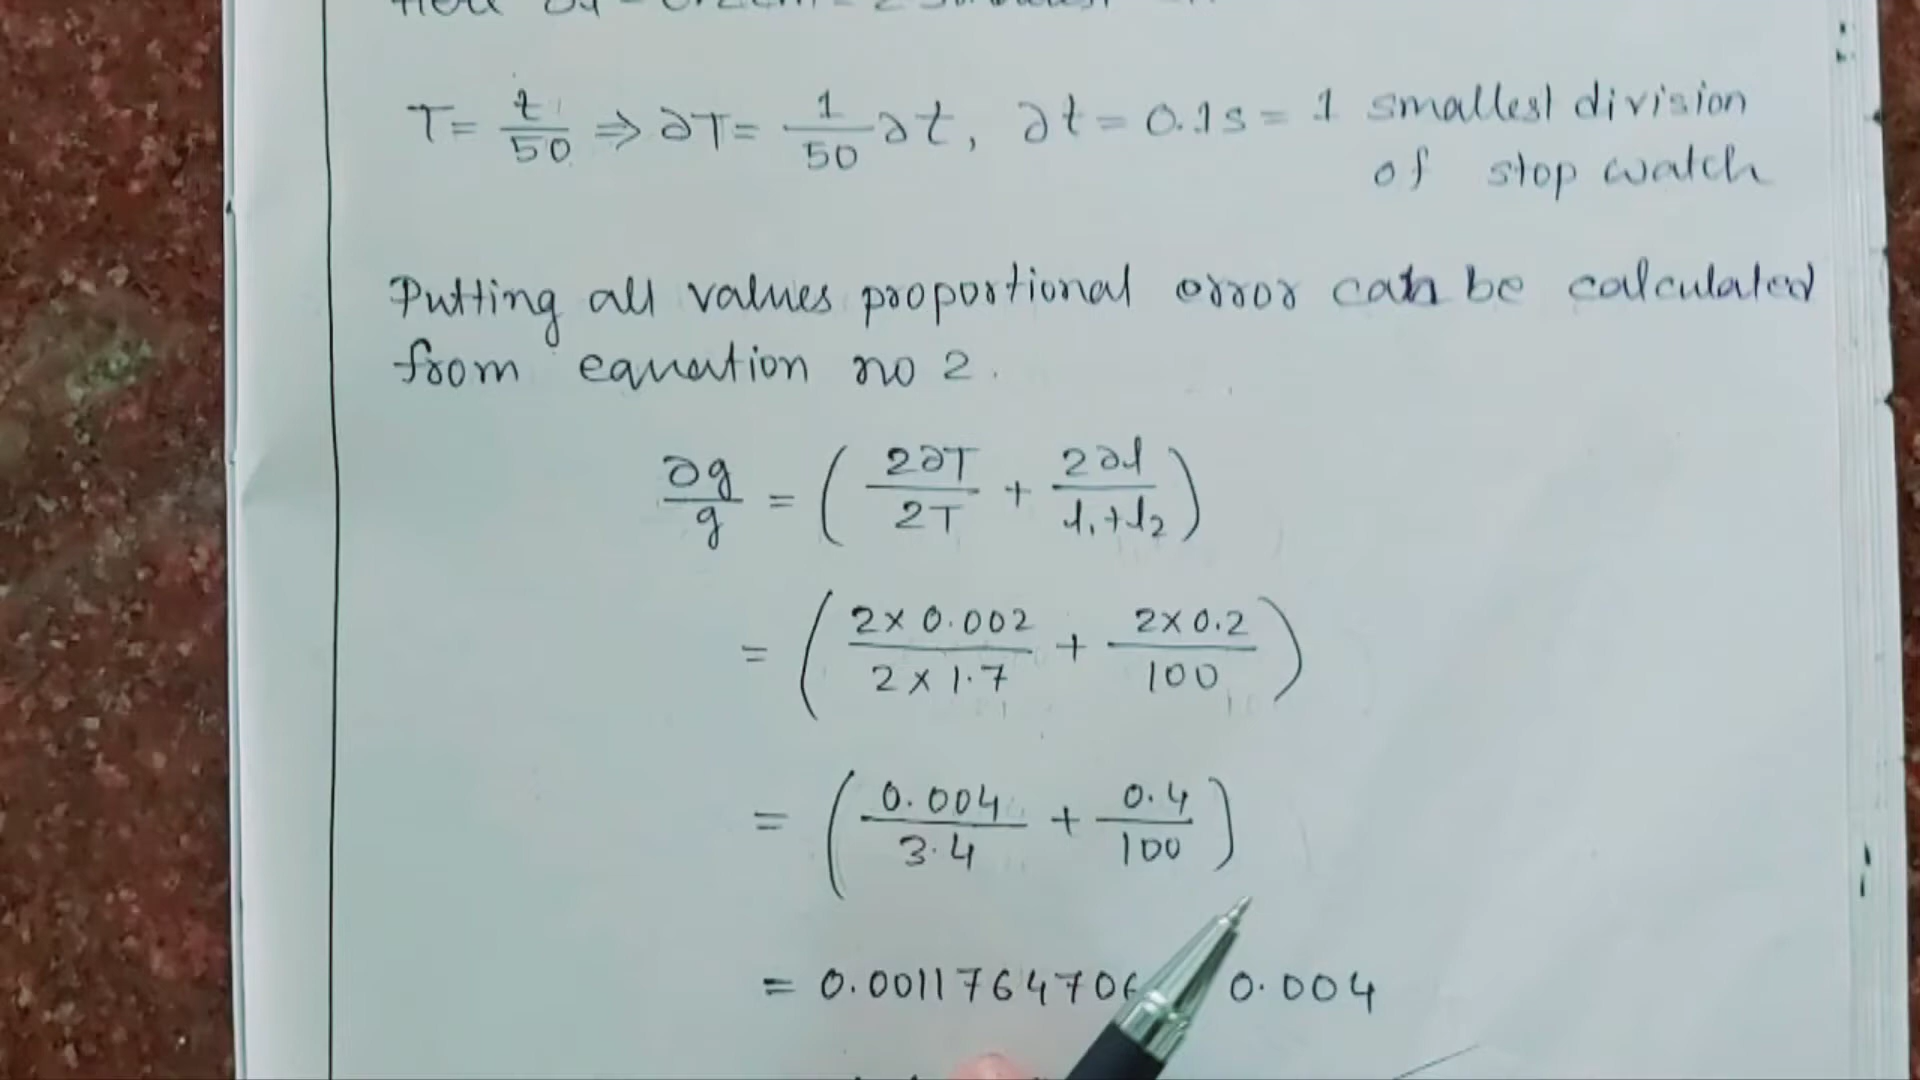 T = t/50 ⇒ ∂T = 1/50 ∂t, ∂t = 0.1s = 1 smallest division
of stop watch
Putting all values proportional error can be calculated
from equation no 2.
∂g/g = ( 2∂T/2T + 2∂l/l₁+l₂ )
= ( 2 x 0.002/2 x 1.7 + 2 x 0.2/100 )
= ( 0.004/3.4 + 0.4/100 )
= 0.001176470 0.004